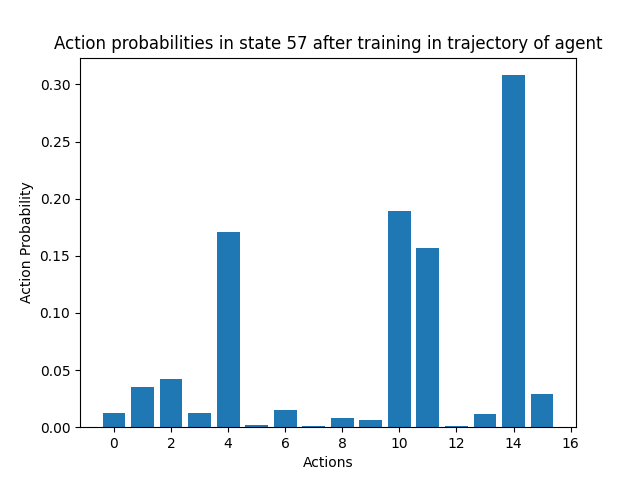 Action probabilities in state 57 after training in trajectory of agent
0.30
0.25
0.20
0.15
0.10
0.05
0.00
Action Probability
0 2 4 6 8 10 12 14 16
Actions